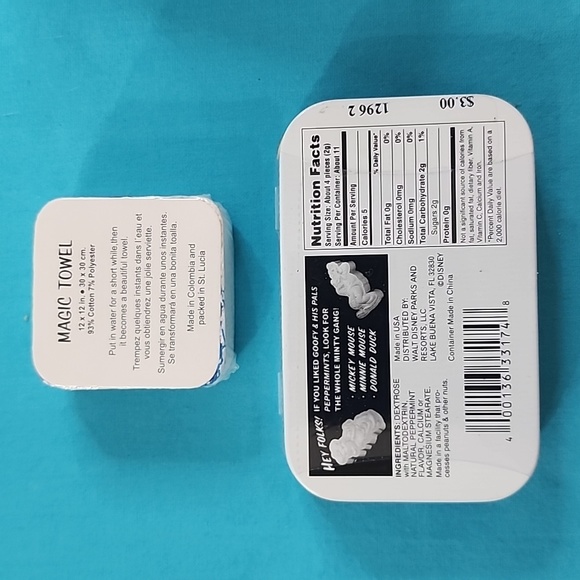 MAGIC TOWEL
12 x 12 in • 30 x 30 cm
93% Cotton 7% Polyester
Put in water for a short while then
it becomes a beautiful towel.
Trempez quelques instants dans l'eau et
vous obtiendrez une jolie serviette.
Sumergir en agua durante unos instantes.
Se transformará en una bonita toalla.
Made in Colombia and
packed in St. Lucia
1296 2
$3.00
Nutrition Facts
Serving Size: About 4 pieces (2g)
Serving Per Container: About 11
Amount Per Serving
Calories 5
% Daily Value*
Total Fat 0g 0%
Cholesterol 0mg 0%
Sodium 0mg 0%
Total Carbohydrate 2g 1%
Sugars 2g
Protein 0g
Not a significant source of calories from
fat, saturated fat, dietary fiber, Vitamin A,
Vitamin C, Calcium and Iron.
*Percent Daily Value are based on a
2,000 calorie diet.
HEY FOLKS! IF YOU LIKED GOOFY & HIS PALS
PEPPERMINTS, LOOK FOR
THE WHOLE MINTY GANG!
• MICKEY MOUSE
• MINNIE MOUSE
• DONALD DUCK
INGREDIENTS: DEXTROSE
with MALTODEXTRIN,
NATURAL PEPPERMINT
FLAVOR, CALCIUM or
MAGNESIUM STEARATE.
Made in a facility that pro-
cesses peanuts & other nuts.
Made in USA
DISTRIBUTED BY:
WALT DISNEY PARKS AND
RESORTS, LLC
LAKE BUENA VISTA, FL 32830
©DISNEY
Container Made in China
4 00136 33174 8